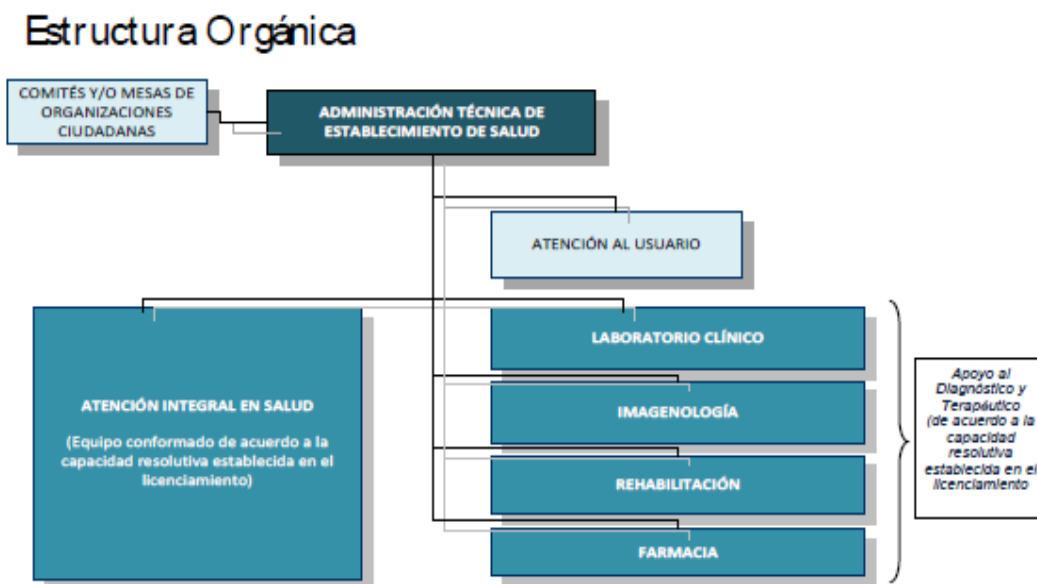 Estructura Orgánica
COMITÉS Y/O MESAS DE
ORGANIZACIONES
CIUDADANAS
ADMINISTRACIÓN TÉCNICA DE
ESTABLECIMIENTO DE SALUD
ATENCIÓN AL USUARIO
ATENCIÓN INTEGRAL EN SALUD
(Equipo conformado de acuerdo a la
capacidad resolutiva establecida en el
licenciamiento)
LABORATORIO CLÍNICO
IMAGENOLOGÍA
REHABILITACIÓN
FARMACIA
Apoyo al
Diagnóstico y
Terapéutico
(de acuerdo a la
capacidad
resolutiva
establecida en el
licenciamiento